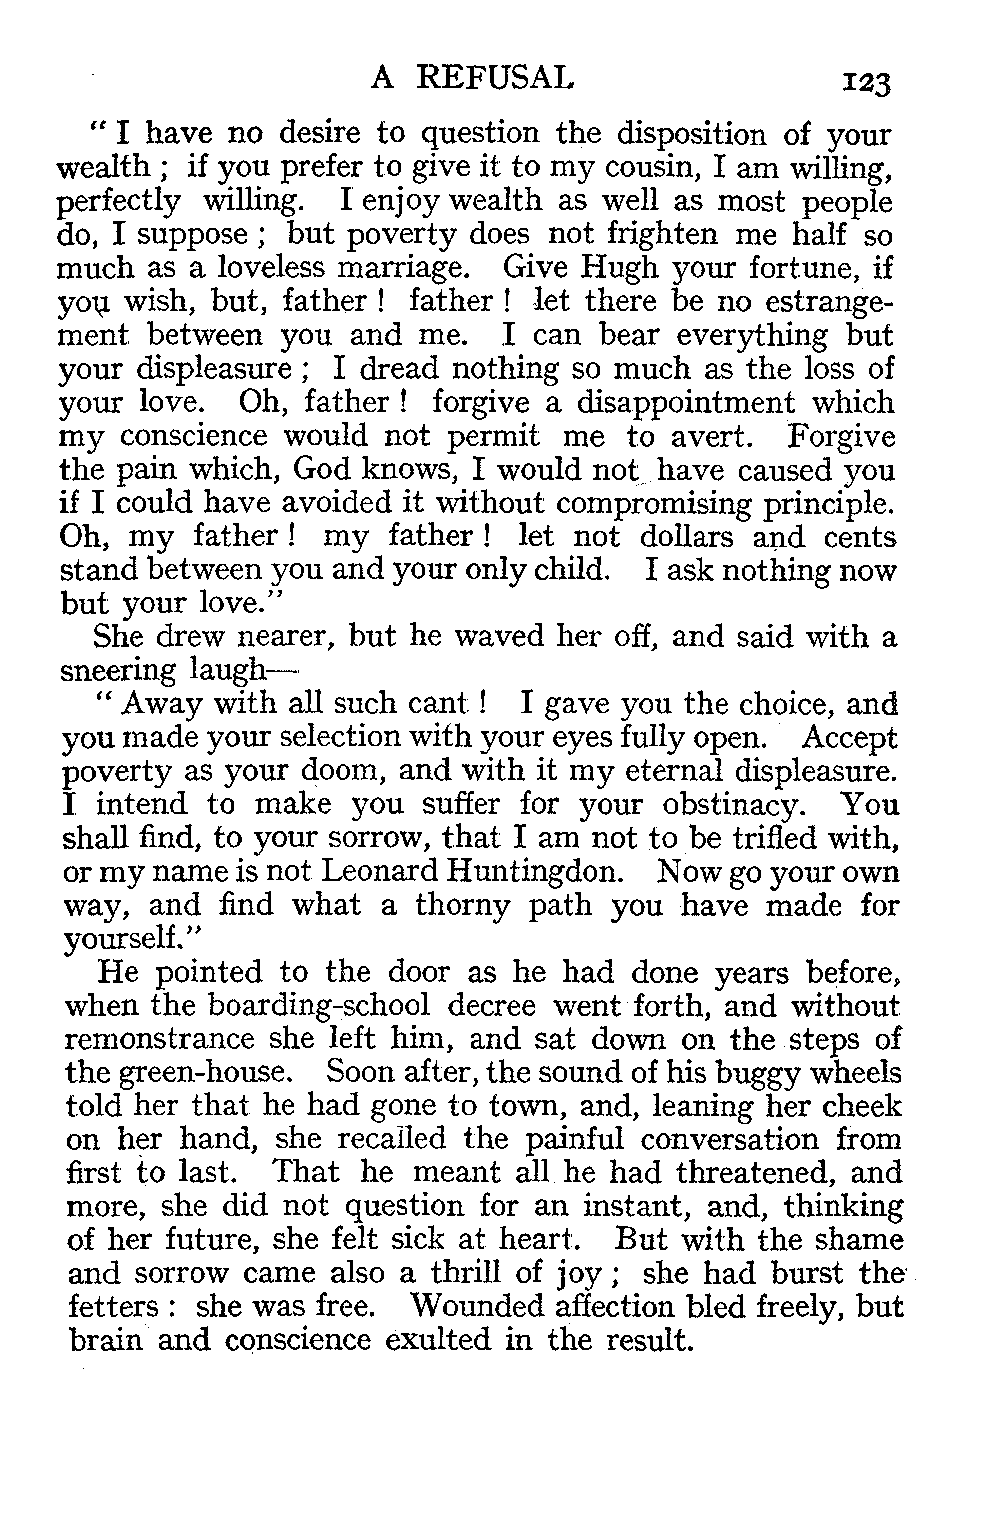 A REFUSAL 123
“ I have no desire to question the disposition of your
wealth ; if you prefer to give it to my cousin, I am willing,
perfectly willing. I enjoy wealth as well as most people
do, I suppose ; but poverty does not frighten me half so
much as a loveless marriage. Give Hugh your fortune, if
you wish, but, father ! father ! let there be no estrange-
ment between you and me. I can bear everything but
your displeasure ; I dread nothing so much as the loss of
your love. Oh, father ! forgive a disappointment which
my conscience would not permit me to avert. Forgive
the pain which, God knows, I would not have caused you
if I could have avoided it without compromising principle.
Oh, my father ! my father ! let not dollars and cents
stand between you and your only child. I ask nothing now
but your love.”
She drew nearer, but he waved her off, and said with a
sneering laugh—
“ Away with all such cant ! I gave you the choice, and
you made your selection with your eyes fully open. Accept
poverty as your doom, and with it my eternal displeasure.
I intend to make you suffer for your obstinacy. You
shall find, to your sorrow, that I am not to be trifled with,
or my name is not Leonard Huntingdon. Now go your own
way, and find what a thorny path you have made for
yourself.”
He pointed to the door as he had done years before,
when the boarding-school decree went forth, and without
remonstrance she left him, and sat down on the steps of
the green-house. Soon after, the sound of his buggy wheels
told her that he had gone to town, and, leaning her cheek
on her hand, she recalled the painful conversation from
first to last. That he meant all he had threatened, and
more, she did not question for an instant, and, thinking
of her future, she felt sick at heart. But with the shame
and sorrow came also a thrill of joy ; she had burst the
fetters : she was free. Wounded affection bled freely, but
brain and conscience exulted in the result.